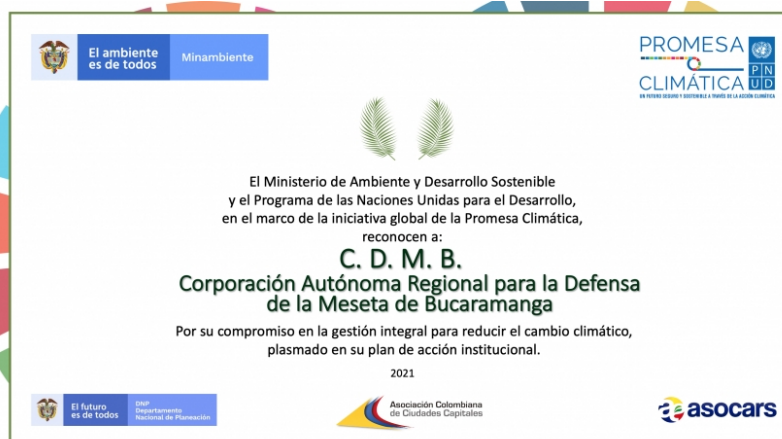 El ambiente
es de todos
Minambiente
PROMESA
CLIMÁTICA
PN
UD
UN FUTURO SEGURO Y SOSTENIBLE A TRAVÉS DE LA ACCIÓN CLIMÁTICA
El Ministerio de Ambiente y Desarrollo Sostenible
y el Programa de las Naciones Unidas para el Desarrollo,
en el marco de la iniciativa global de la Promesa Climática,
reconocen a:
C. D. M. B.
Corporación Autónoma Regional para la Defensa
de la Meseta de Bucaramanga
Por su compromiso en la gestión integral para reducir el cambio climático,
plasmado en su plan de acción institucional.
2021
El futuro
es de todos
DNP
Departamento
Nacional de Planeación
Asociación Colombiana
de Ciudades Capitales
asocars